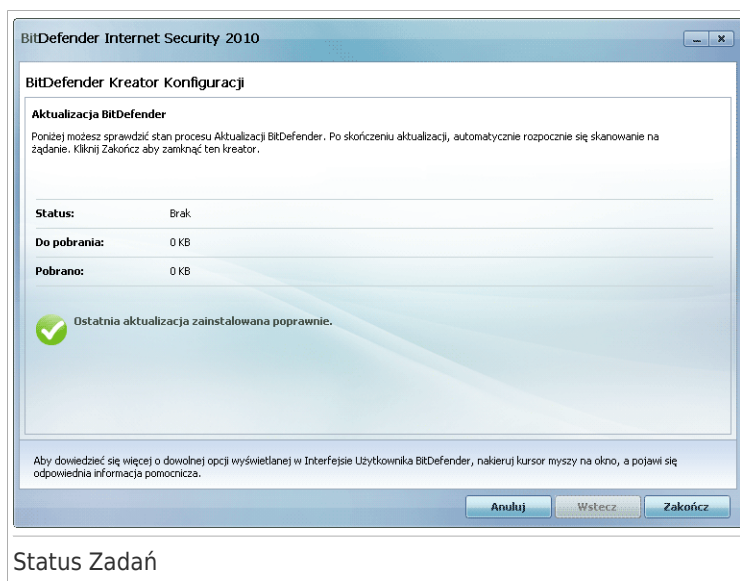 BitDefender Internet Security 2010
BitDefender Kreator Konfiguracji
Aktualizacja BitDefender
Poniżej możesz sprawdzić stan procesu Aktualizacji BitDefender. Po skończeniu aktualizacji, automatycznie rozpocznie się skanowanie na
żądanie. Kliknij Zakończ aby zamknąć ten kreator.
Status: Brak
Do pobrania: 0 KB
Pobrano: 0 KB
Ostatnia aktualizacja zainstalowana poprawnie.
Aby dowiedzieć się więcej o dowolnej opcji wyświetlanej w Interfejsie Użytkownika BitDefender, nakieruj kursor myszy na okno, a pojawi się
odpowiednia informacja pomocnicza.
Anuluj Wstecz Zakończ
Status Zadań